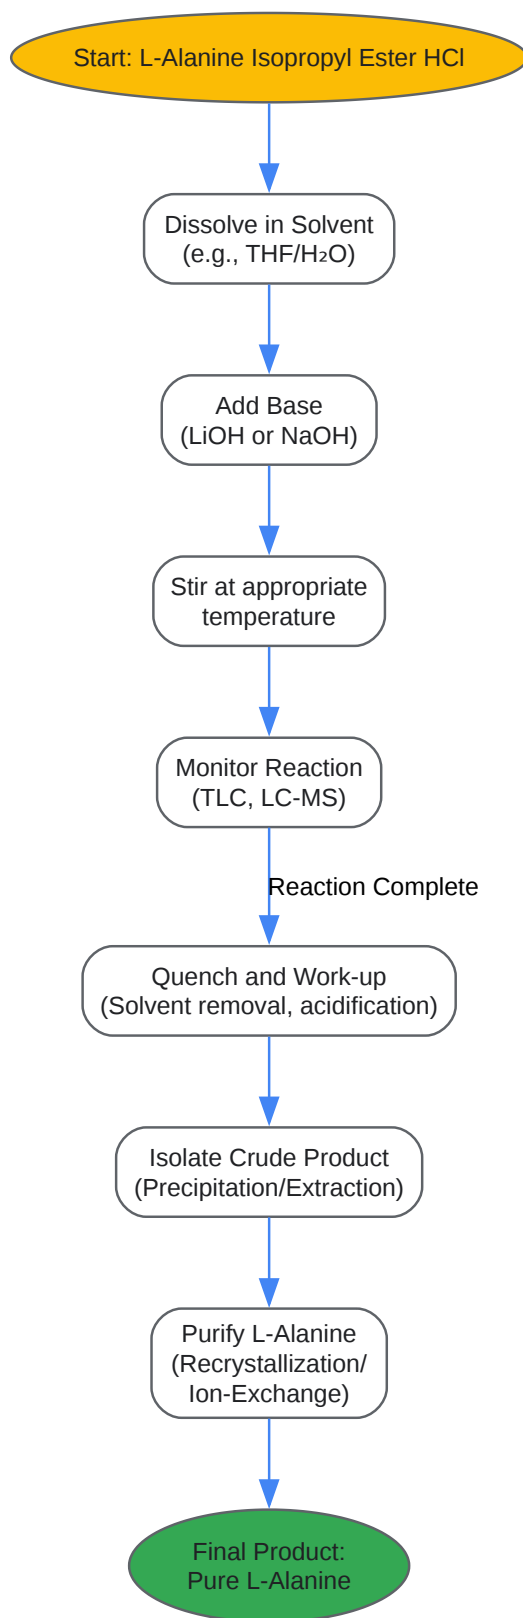 Start: L-Alanine Isopropyl Ester HCl
Dissolve in Solvent
(e.g., THF/H₂O)
Add Base
(LiOH or NaOH)
Stir at appropriate
temperature
Monitor Reaction
(TLC, LC-MS)
Reaction Complete
Quench and Work-up
(Solvent removal, acidification)
Isolate Crude Product
(Precipitation/Extraction)
Purify L-Alanine
(Recrystallization/
Ion-Exchange)
Final Product:
Pure L-Alanine